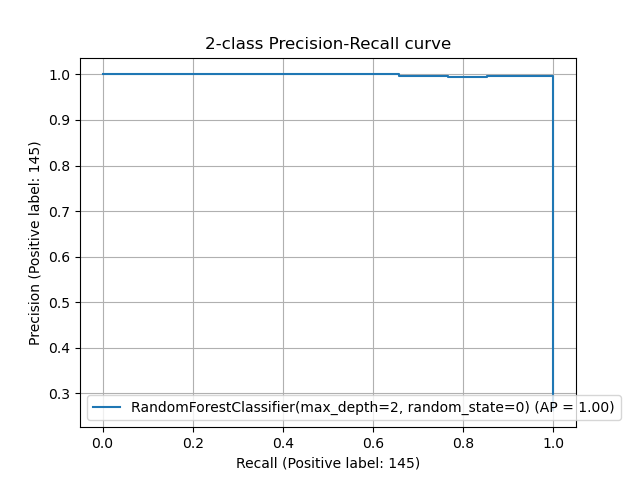 2-class Precision-Recall curve
Precision (Positive label: 145)
1.0
0.9
0.8
0.7
0.6
0.5
0.4
0.3
RandomForestClassifier(max_depth=2, random_state=0) (AP = 1.00)
0.0 0.2 0.4 0.6 0.8 1.0
Recall (Positive label: 145)